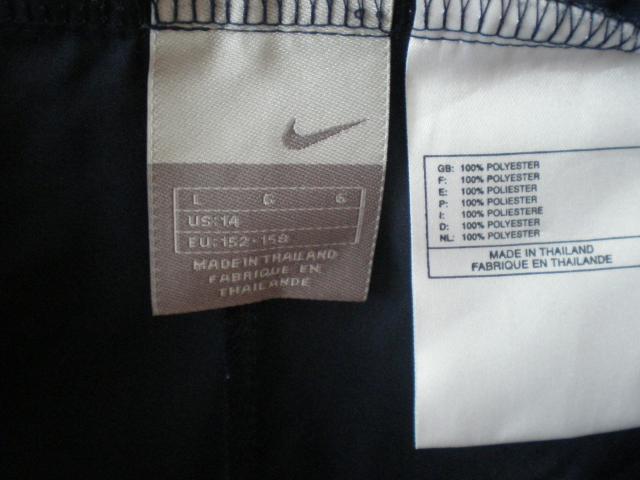 L G G
US: 14
EU: 152-158
MADE IN THAILAND
FABRIQUE EN
THAILANDE
GB: 100% POLYESTER
F: 100% POLYESTER
E: 100% POLIESTER
P: 100% POLIESTER
I: 100% POLIESTERE
D: 100% POLYESTER
NL: 100% POLYESTER
MADE IN THAILAND
FABRIQUE EN THAILANDE